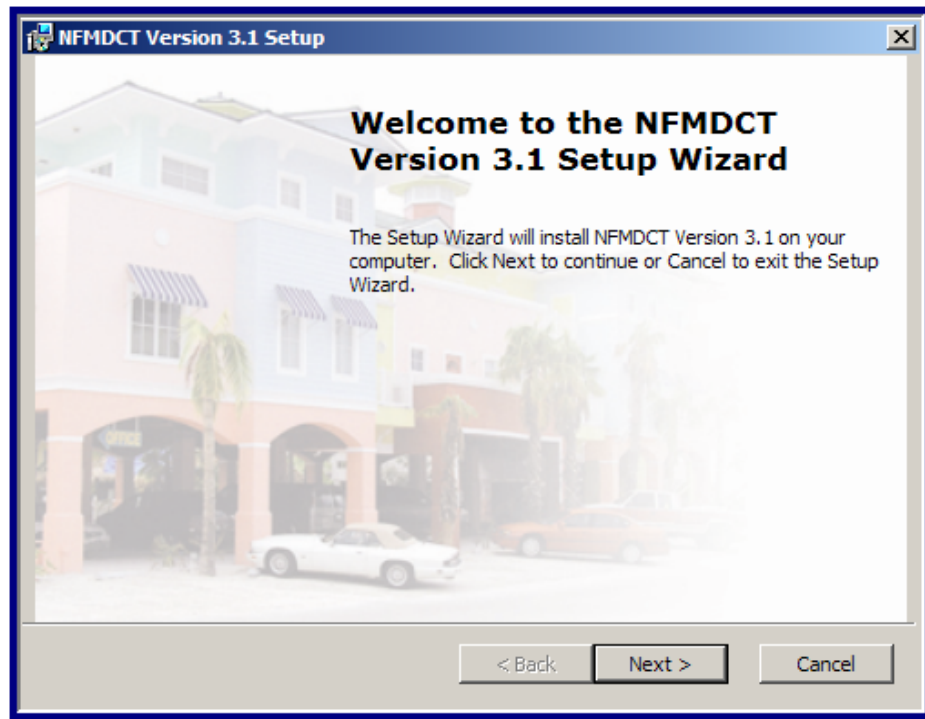 NFMDCT Version 3.1 Setup
Welcome to the NFMDCT
Version 3.1 Setup Wizard
The Setup Wizard will install NFMDCT Version 3.1 on your
computer.  Click Next to continue or Cancel to exit the Setup
Wizard.
OFFICE
< Back
Next >
Cancel